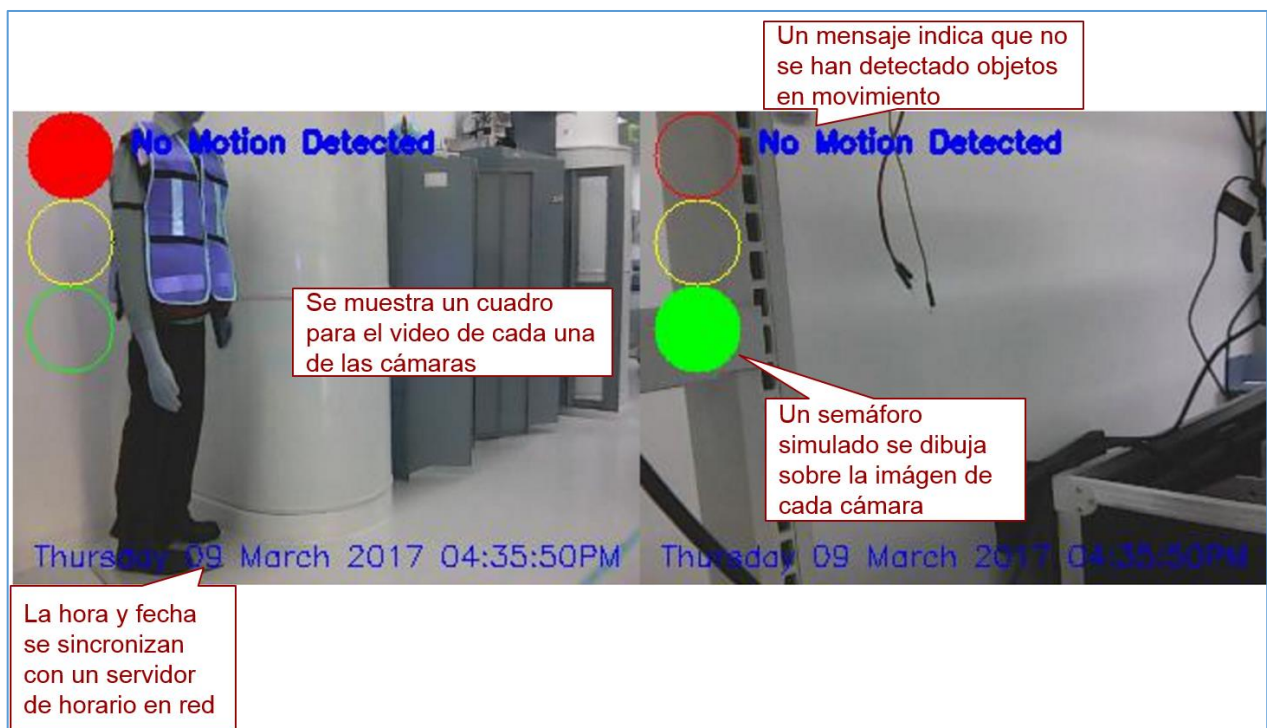 Un mensaje indica que no
se han detectado objetos
en movimiento
No Motion Detected
No Motion Detected
Se muestra un cuadro
para el video de cada una
de las cámaras
Un semáforo
simulado se dibuja
sobre la imágen de
cada cámara
Thursday 09 March 2017 04:35:50PM
Thursday 09 March 2017 04:35:50PM
La hora y fecha
se sincronizan
con un servidor
de horario en red